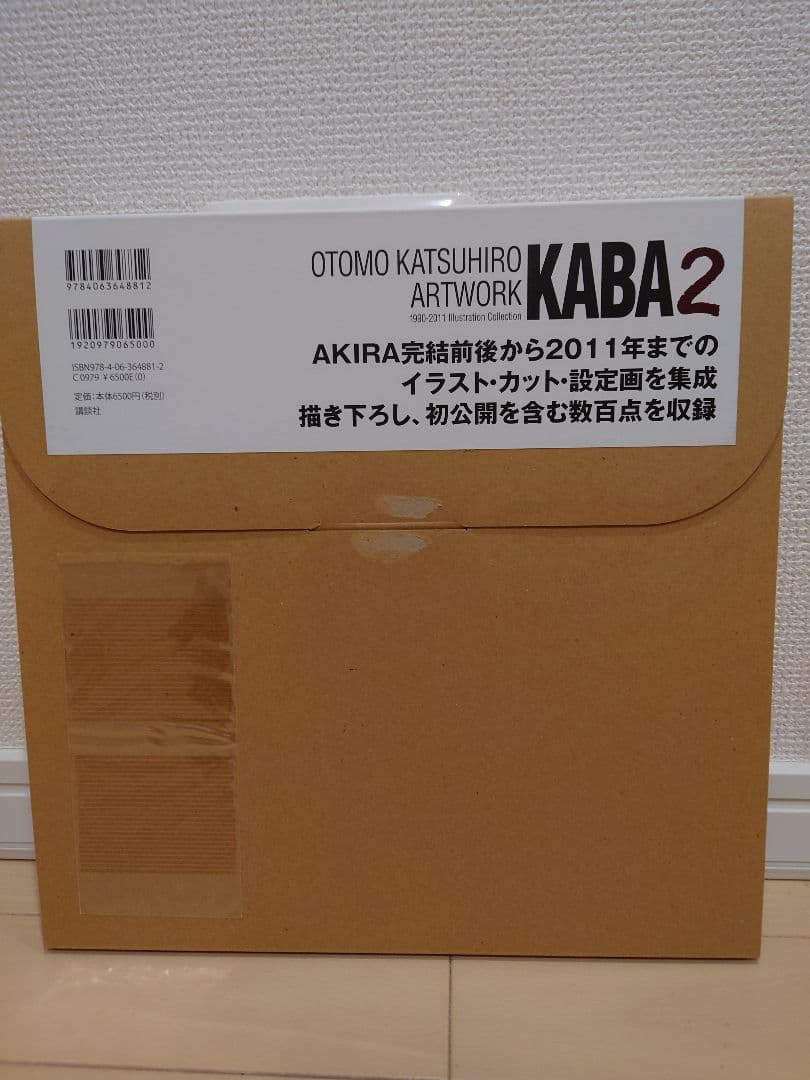 9784063648812
1920979065000
ISBN978-4-06-364881-2
C0979 ¥6500E(0)
定価:本体6500円(税別)
講談社
OTOMO KATSUHIRO
ARTWORK
KABA2
1990-2011 Illustration Collection
AKIRA完結前後から2011年までの
イラスト・カット・設定画を集成
描き下ろし、初公開を含む数百点を収録